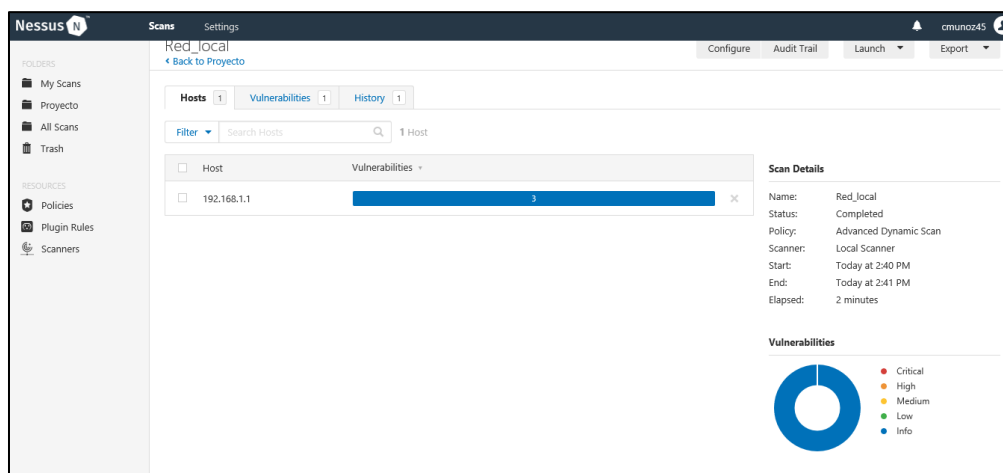 Nessus N
Scans Settings
cmunoz45
FOLDERS
My Scans
Proyecto
All Scans
Trash
RESOURCES
Policies
Plugin Rules
Scanners
Red_local
Back to Proyecto
Configure Audit Trail Launch Export
Hosts 1 Vulnerabilities 1 History 1
Filter Search Hosts 1 Host
Host Vulnerabilities
192.168.1.1 3
Scan Details
Name: Red_local
Status: Completed
Policy: Advanced Dynamic Scan
Scanner: Local Scanner
Start: Today at 2:40 PM
End: Today at 2:41 PM
Elapsed: 2 minutes
Vulnerabilities
Critical
High
Medium
Low
Info